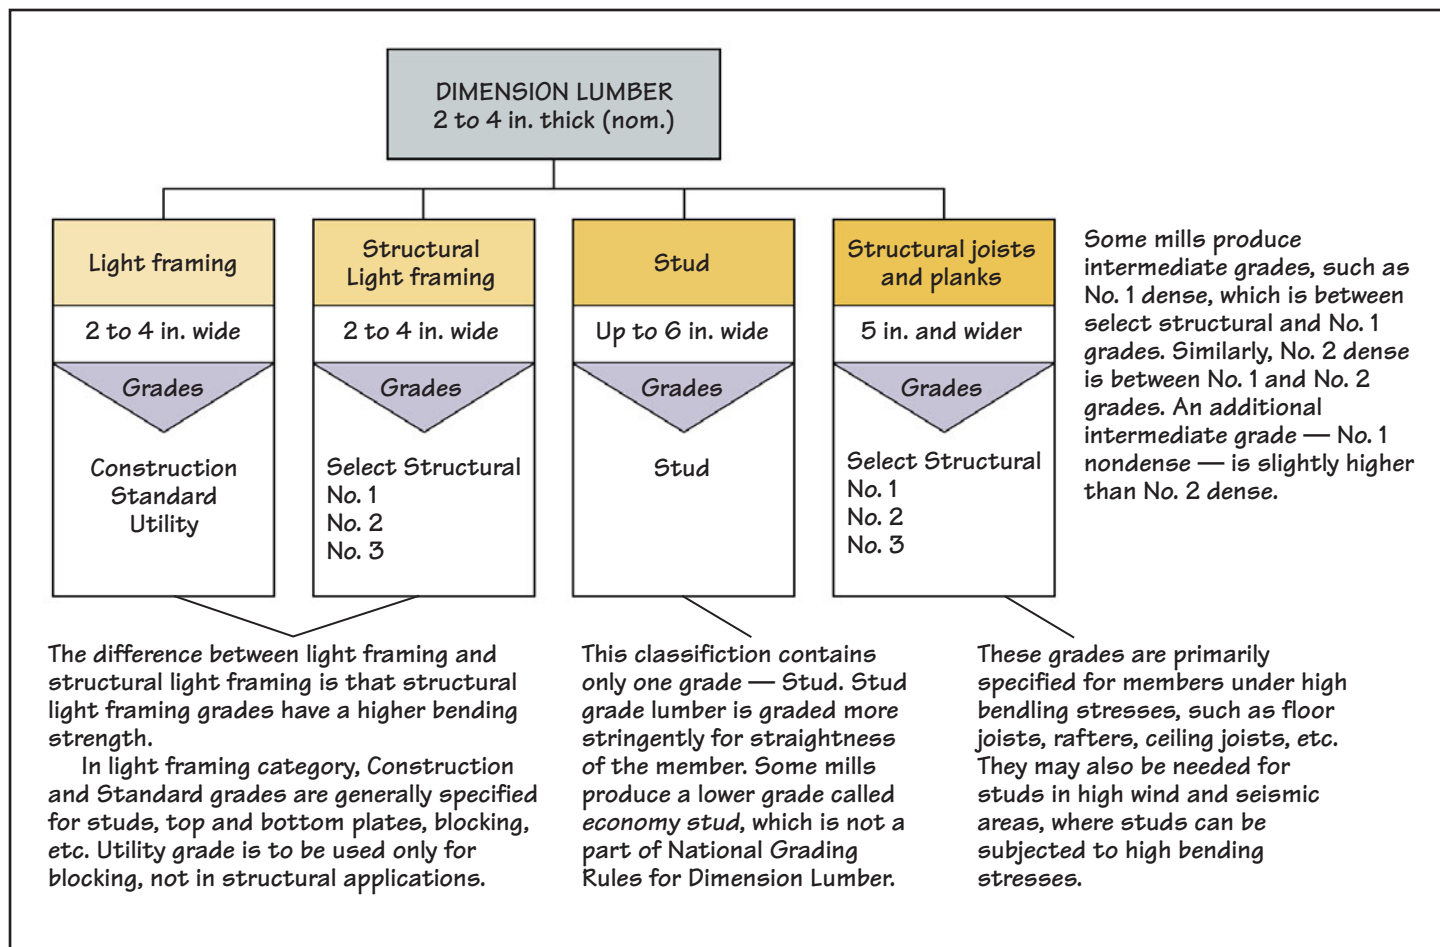 DIMENSION LUMBER
2 to 4 in. thick (nom.)
Light framing
2 to 4 in. wide
Grades
Construction
Standard
Utility
Structural
Light framing
2 to 4 in. wide
Grades
Select Structural
No. 1
No. 2
No. 3
Stud
Up to 6 in. wide
Grades
Stud
Structural joists
and planks
5 in. and wider
Grades
Select Structural
No. 1
No. 2
No. 3
Some mills produce
intermediate grades, such as
No. 1 dense, which is between
select structural and No. 1
grades. Similarly, No. 2 dense
is between No. 1 and No. 2
grades. An additional
intermediate grade — No. 1
nondense — is slightly higher
than No. 2 dense.
The difference between light framing and
structural light framing is that structural
light framing grades have a higher bending
strength.
In light framing category, Construction
and Standard grades are generally specified
for studs, top and bottom plates, blocking,
etc. Utility grade is to be used only for
blocking, not in structural applications.
This classifiction contains
only one grade — Stud. Stud
grade lumber is graded more
stringently for straightness
of the member. Some mills
produce a lower grade called
economy stud, which is not a
part of National Grading
Rules for Dimension Lumber.
These grades are primarily
specified for members under high
bendling stresses, such as floor
joists, rafters, ceiling joists, etc.
They may also be needed for
studs in high wind and seismic
areas, where studs can be
subjected to high bending
stresses.